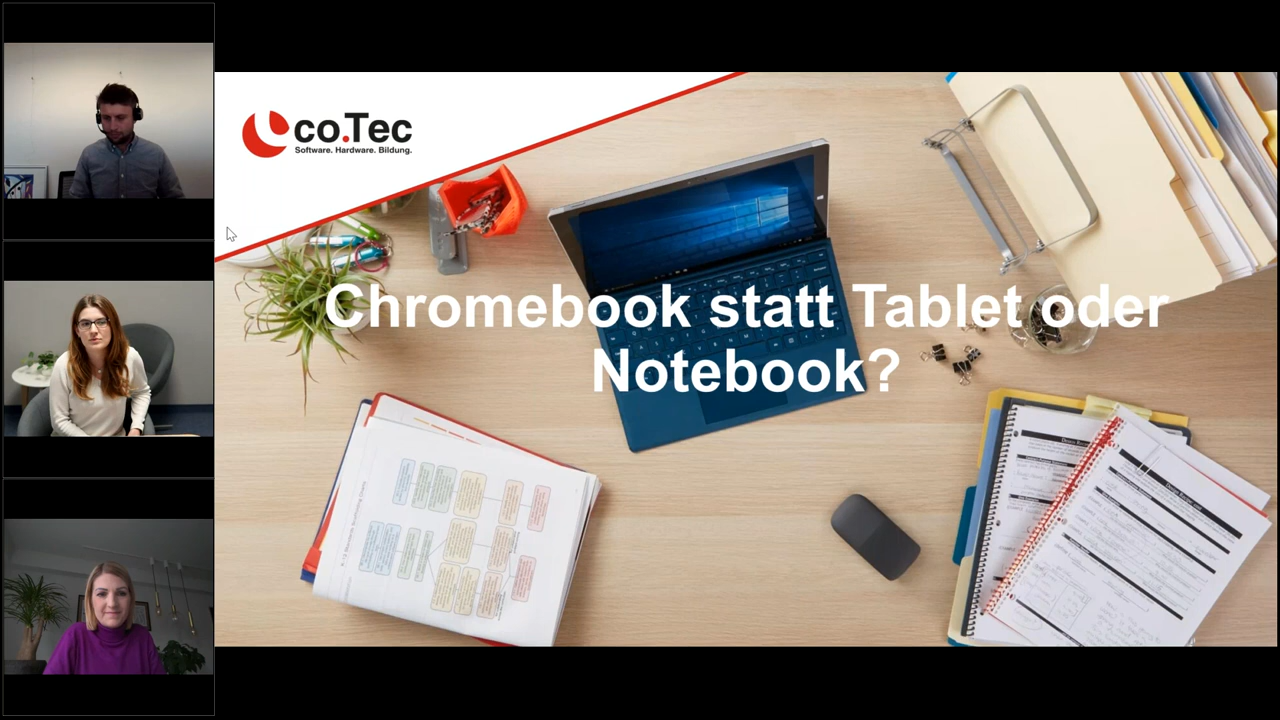 co.Tec
Software. Hardware. Bildung.
Chromebook statt Tablet oder
Notebook?